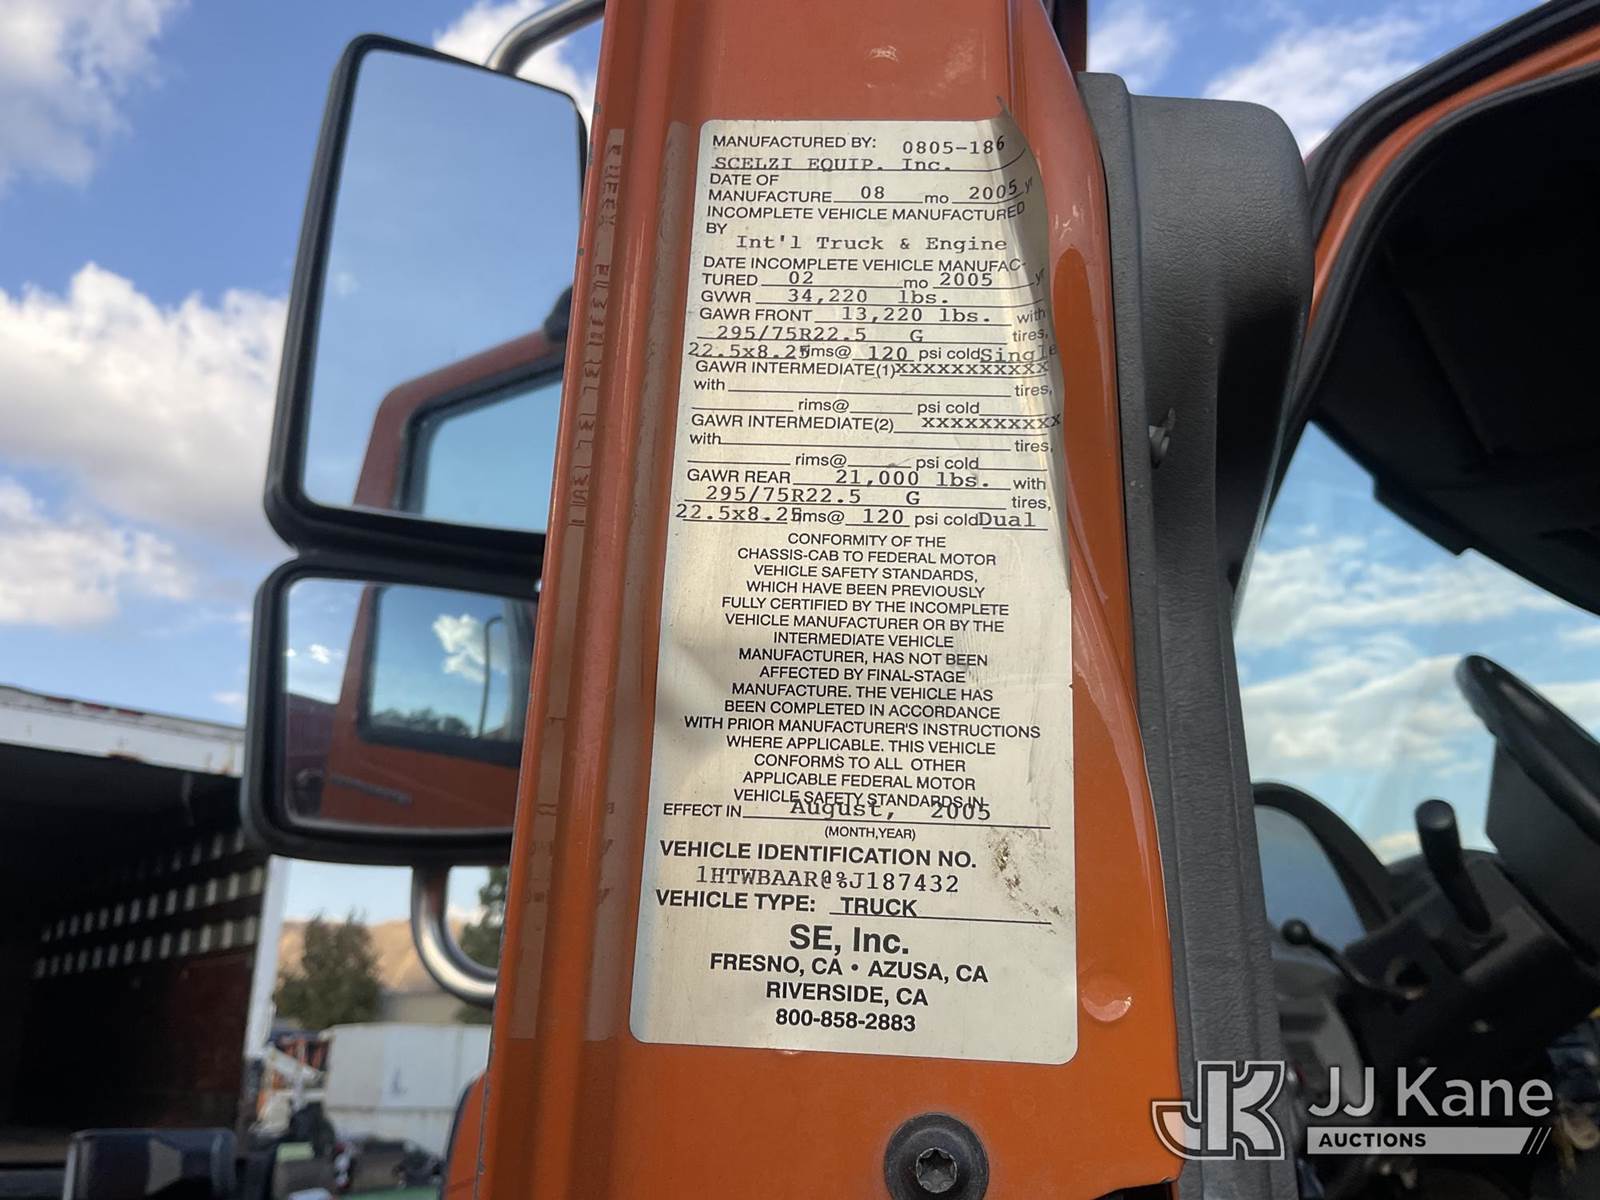 MANUFACTURED BY: 0805-186
SCELZI EQUIP. Inc.
DATE OF
MANUFACTURE 08 mo 2005 yr
INCOMPLETE VEHICLE MANUFACTURED
BY
Int'l Truck & Engine
DATE INCOMPLETE VEHICLE MANUFAC-
TURED 02 mo 2005 yr
GVWR 34,220 lbs.
GAWR FRONT 13,220 lbs. with
295/75R22.5 G tires,
22.5x8.25 rims@ 120 psi cold Single
GAWR INTERMEDIATE(1) XXXXXXXXXXX
with tires,
rims@ psi cold
GAWR INTERMEDIATE(2) XXXXXXXXXX
with tires,
rims@ psi cold
GAWR REAR 21,000 lbs. with
295/75R22.5 G tires,
22.5x8.25 rims@ 120 psi cold Dual
CONFORMITY OF THE
CHASSIS-CAB TO FEDERAL MOTOR
VEHICLE SAFETY STANDARDS,
WHICH HAVE BEEN PREVIOUSLY
FULLY CERTIFIED BY THE INCOMPLETE
VEHICLE MANUFACTURER OR BY THE
INTERMEDIATE VEHICLE
MANUFACTURER, HAS NOT BEEN
AFFECTED BY FINAL-STAGE
MANUFACTURE. THE VEHICLE HAS
BEEN COMPLETED IN ACCORDANCE
WITH PRIOR MANUFACTURER'S INSTRUCTIONS
WHERE APPLICABLE. THIS VEHICLE
CONFORMS TO ALL OTHER
APPLICABLE FEDERAL MOTOR
VEHICLE SAFETY STANDARDS IN
EFFECT IN August, 2005
(MONTH,YEAR)
VEHICLE IDENTIFICATION NO.
1HTWBAAR@%J187432
VEHICLE TYPE: TRUCK
SE, Inc.
FRESNO, CA • AZUSA, CA
RIVERSIDE, CA
800-858-2883
JK JJ Kane
AUCTIONS